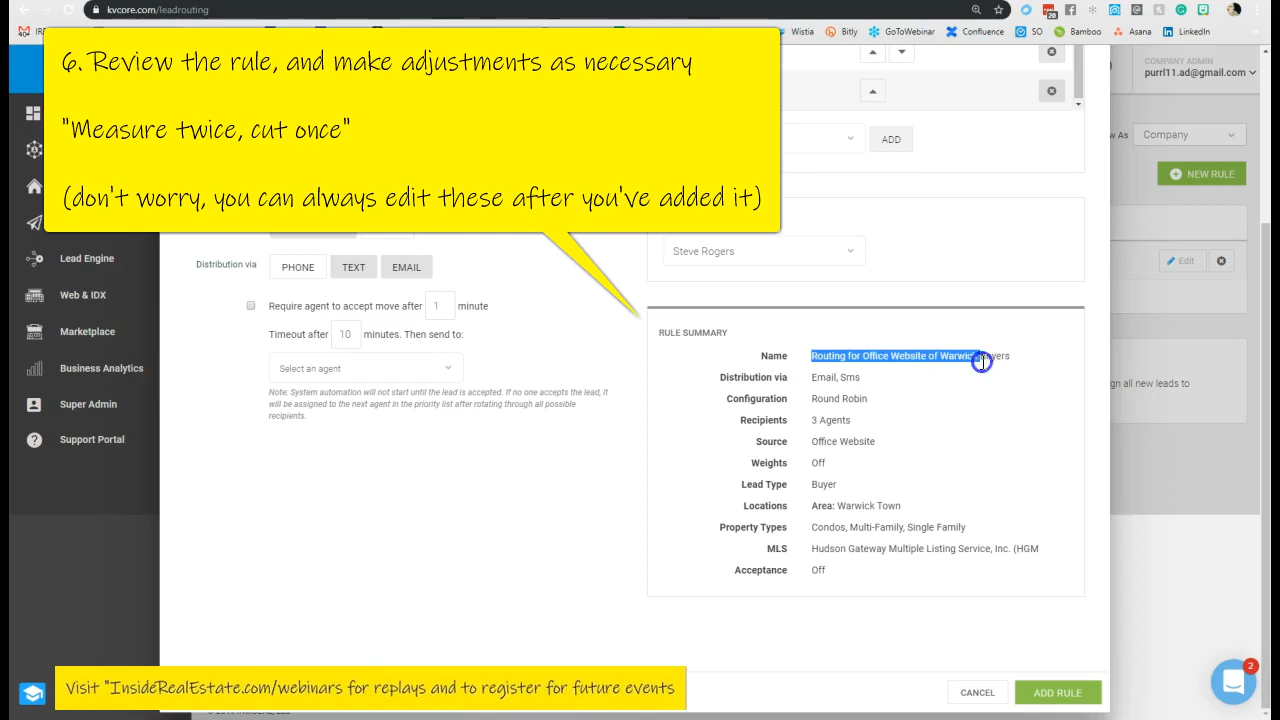 kvcore.com/leadrouting
Wistia
Bitly
GoToWebinar
Confluence
SO
Bamboo
Asana
LinkedIn
20
6. Review the rule, and make adjustments as necessary
"Measure twice, cut once"
(don't worry, you can always edit these after you've added it)
COMPANY ADMIN
purrl11.ad@gmail.com
w As
Company
NEW RULE
Edit
ADD
Steve Rogers
Lead Engine
Web & IDX
Marketplace
Business Analytics
Super Admin
Support Portal
Distribution via
PHONE
TEXT
EMAIL
Require agent to accept move after 1 minute
Timeout after 10 minutes. Then send to:
Select an agent
Note: System automation will not start until the lead is accepted. If no one accepts the lead, it
will be assigned to the next agent in the priority list after rotating through all possible
recipients.
RULE SUMMARY
Name Routing for Office Website of Warwick
Distribution via Email, Sms
Configuration Round Robin
Recipients 3 Agents
Source Office Website
Weights Off
Lead Type Buyer
Locations Area: Warwick Town
Property Types Condos, Multi-Family, Single Family
MLS Hudson Gateway Multiple Listing Service, Inc. (HGM
Acceptance Off
ign all new leads to
Visit "InsideRealEstate.com/webinars for replays and to register for future events
CANCEL
ADD RULE
2